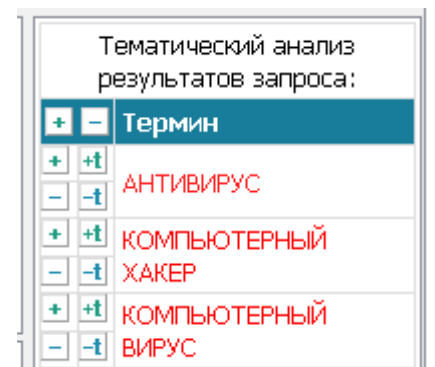 Тематический анализ
результатов запроса:
+ − Термин
+ +t
АНТИВИРУС
− −t
+ +t КОМПЬЮТЕРНЫЙ
− −t ХАКЕР
+ +t КОМПЬЮТЕРНЫЙ
− −t ВИРУС